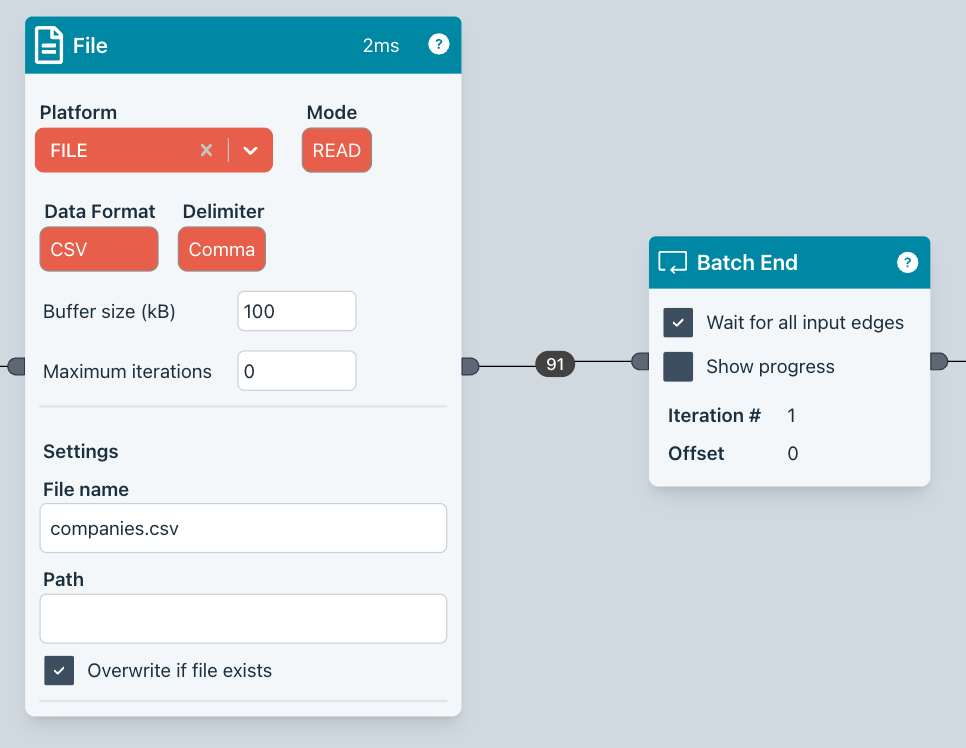 File 2ms ?
Platform Mode
FILE READ
Data Format Delimiter
CSV Comma
Buffer size (kB) 100
Maximum iterations 0
Settings
File name
companies.csv
Path
Overwrite if file exists
91
Batch End ?
Wait for all input edges
Show progress
Iteration # 1
Offset 0